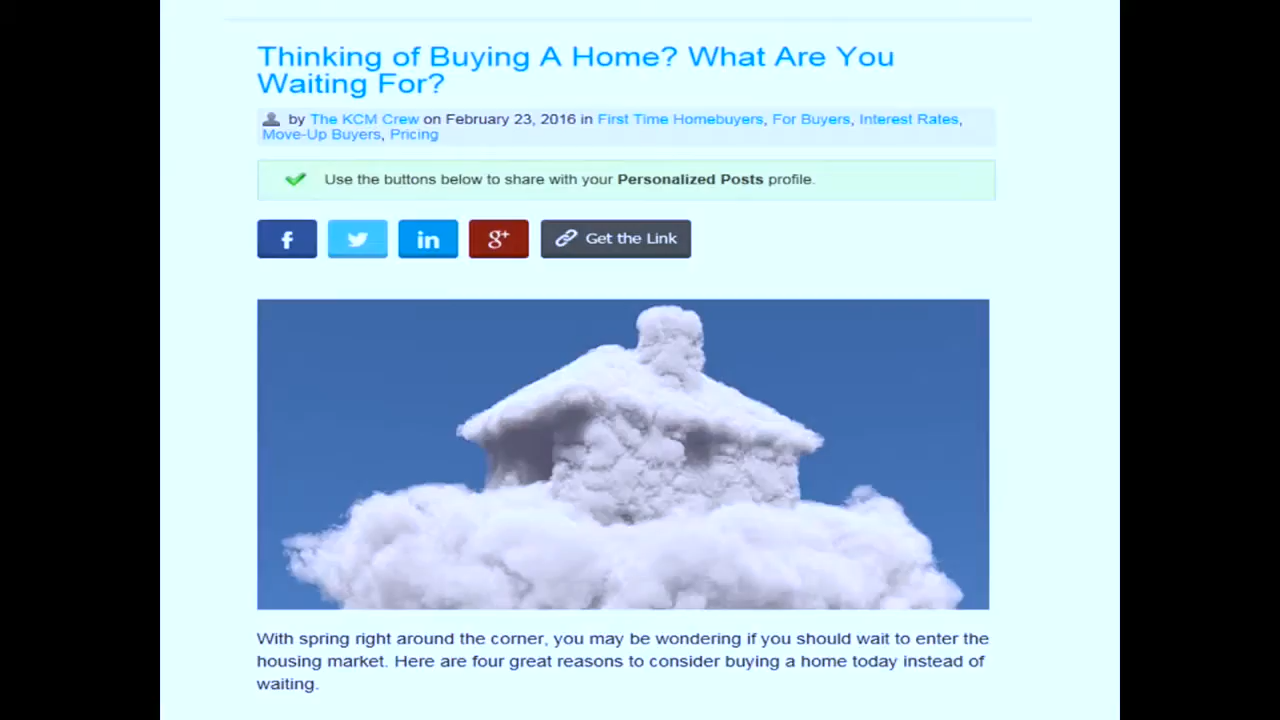 Thinking of Buying A Home? What Are You
Waiting For?
by The KCM Crew on February 23, 2016 in First Time Homebuyers, For Buyers, Interest Rates,
Move-Up Buyers, Pricing
Use the buttons below to share with your Personalized Posts profile.
f in g+ Get the Link
With spring right around the corner, you may be wondering if you should wait to enter the
housing market. Here are four great reasons to consider buying a home today instead of
waiting.